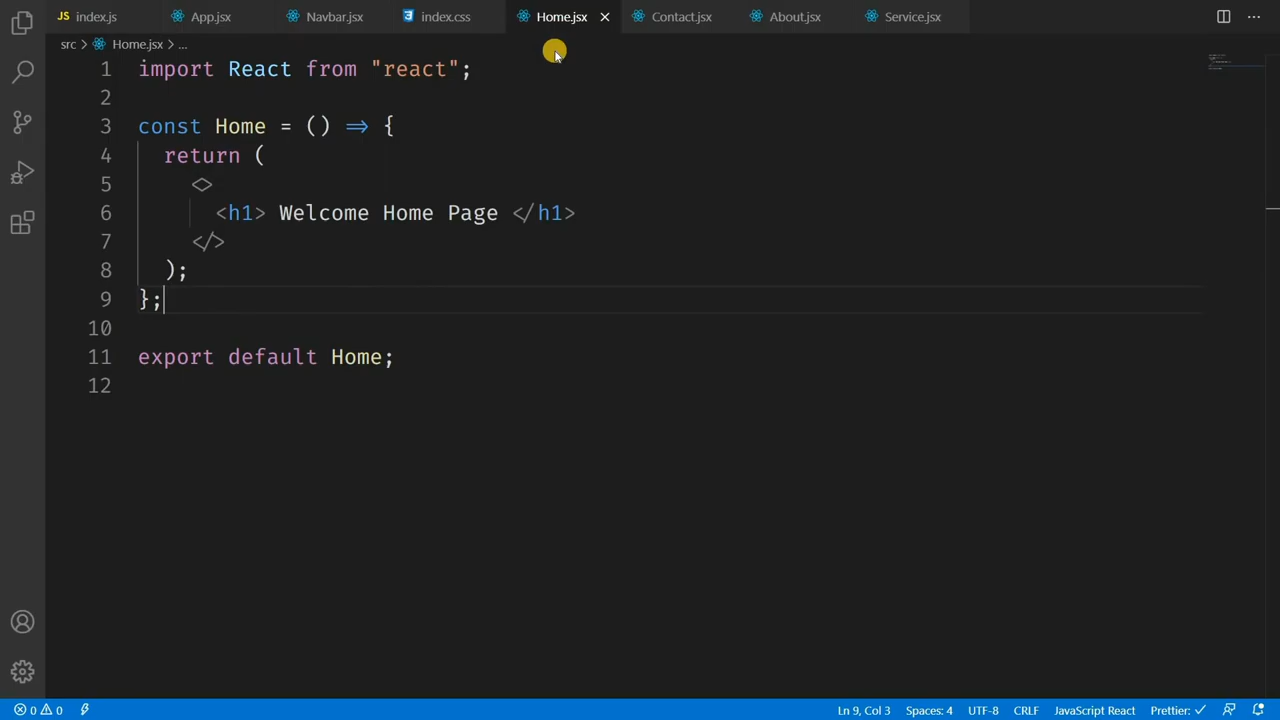 index.js App.jsx Navbar.jsx index.css Home.jsx Contact.jsx About.jsx Service.jsx
src > Home.jsx > ...
1 import React from "react";
2
3 const Home = () => {
4 return (
5 <>
6 <h1> Welcome Home Page </h1>
7 </>
8 );
9 };
10
11 export default Home;
12
0 0 Ln 9, Col 3 Spaces: 4 UTF-8 CRLF JavaScript React Prettier: ✓